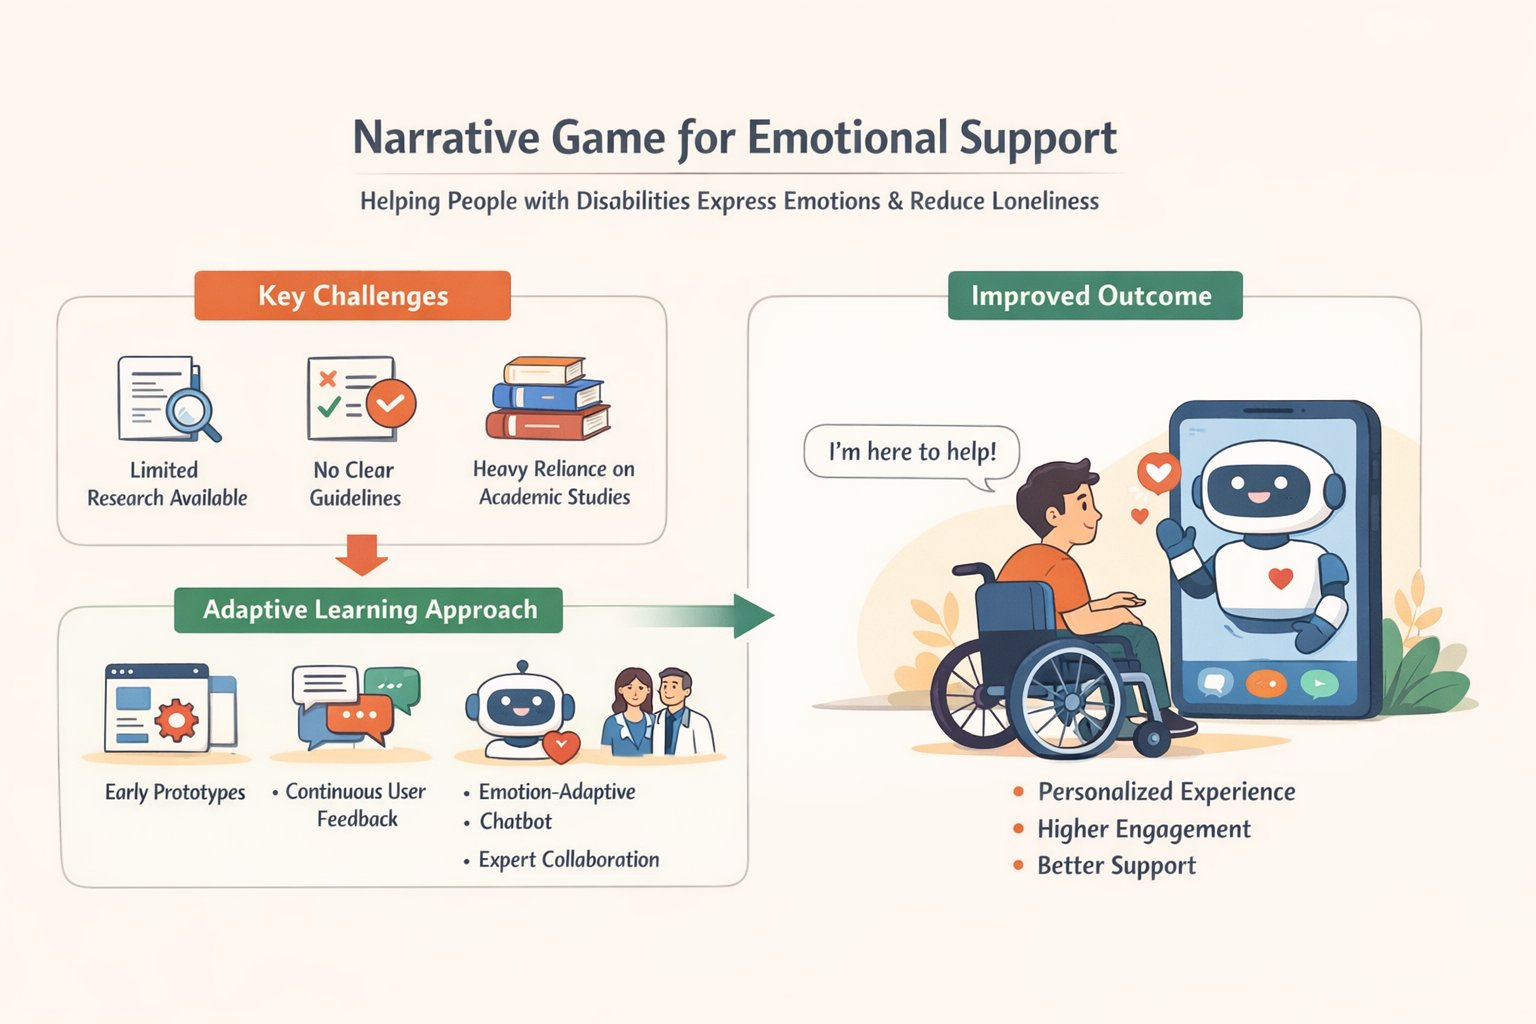 Narrative Game for Emotional Support
Helping People with Disabilities Express Emotions & Reduce Loneliness
Key Challenges
Limited
Research Available
No Clear
Guidelines
Heavy Reliance on
Academic Studies
Adaptive Learning Approach
Early Prototypes
• Continuous User
Feedback
• Emotion-Adaptive
• Chatbot
• Expert Collaboration
Improved Outcome
I'm here to help!
• Personalized Experience
• Higher Engagement
• Better Support